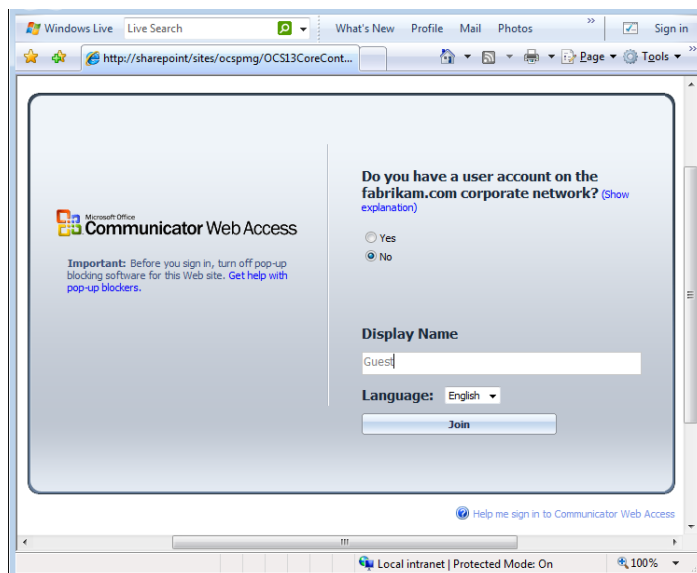 Windows Live Live Search What's New Profile Mail Photos » Sign in
http://sharepoint/sites/ocspmg/OCS13CoreCont... Page Tools »
Do you have a user account on the
fabrikam.com corporate network? (Show
explanation)
Yes
No
Microsoft Office
Communicator Web Access
Important: Before you sign in, turn off pop-up
blocking software for this Web site. Get help with
pop-up blockers.
Display Name
Guest
Language: English
Join
Help me sign in to Communicator Web Access
Local intranet | Protected Mode: On 100%